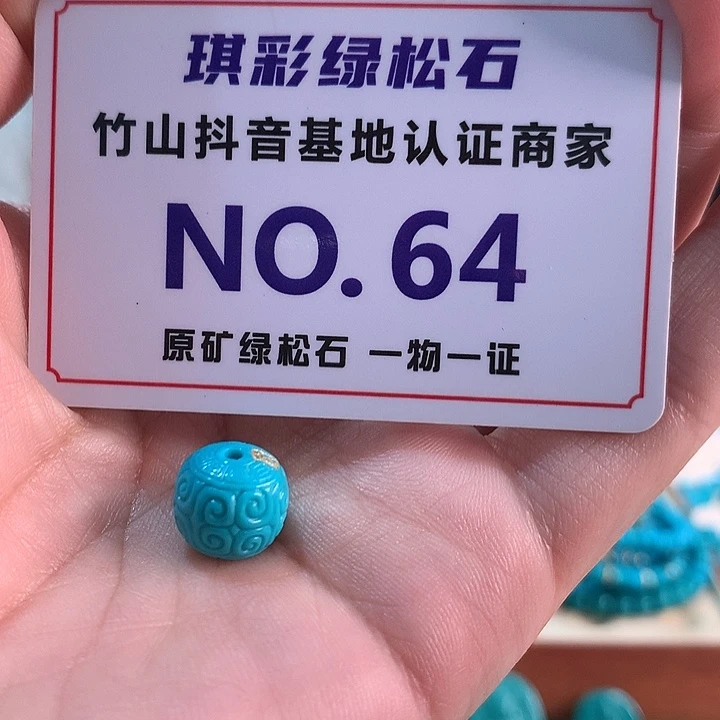 琪彩绿松石
竹山抖音基地认证商家
NO. 64
原矿绿松石 一物一证